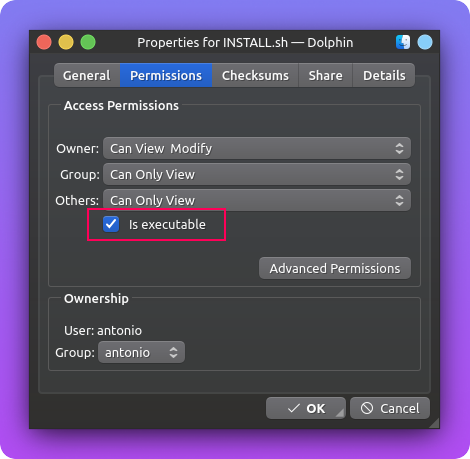 Properties for INSTALL.sh — Dolphin
General Permissions Checksums Share Details
Access Permissions
Owner: Can View  Modify
Group: Can Only View
Others: Can Only View
Is executable
Advanced Permissions
Ownership
User: antonio
Group: antonio
OK Cancel